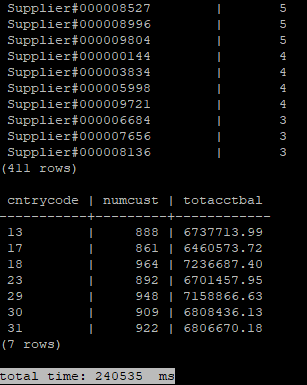 Supplier#000008527 | 5
Supplier#000008996 | 5
Supplier#000009804 | 5
Supplier#000000144 | 4
Supplier#000003834 | 4
Supplier#000005998 | 4
Supplier#000009721 | 4
Supplier#000006684 | 3
Supplier#000007656 | 3
Supplier#000008136 | 3
(411 rows)
cntrycode | numcust | totacctbal
-----------+---------+------------
13 | 888 | 6737713.99
17 | 861 | 6460573.72
18 | 964 | 7236687.40
23 | 892 | 6701457.95
29 | 948 | 7158866.63
30 | 909 | 6808436.13
31 | 922 | 6806670.18
(7 rows)
total time: 240535 ms